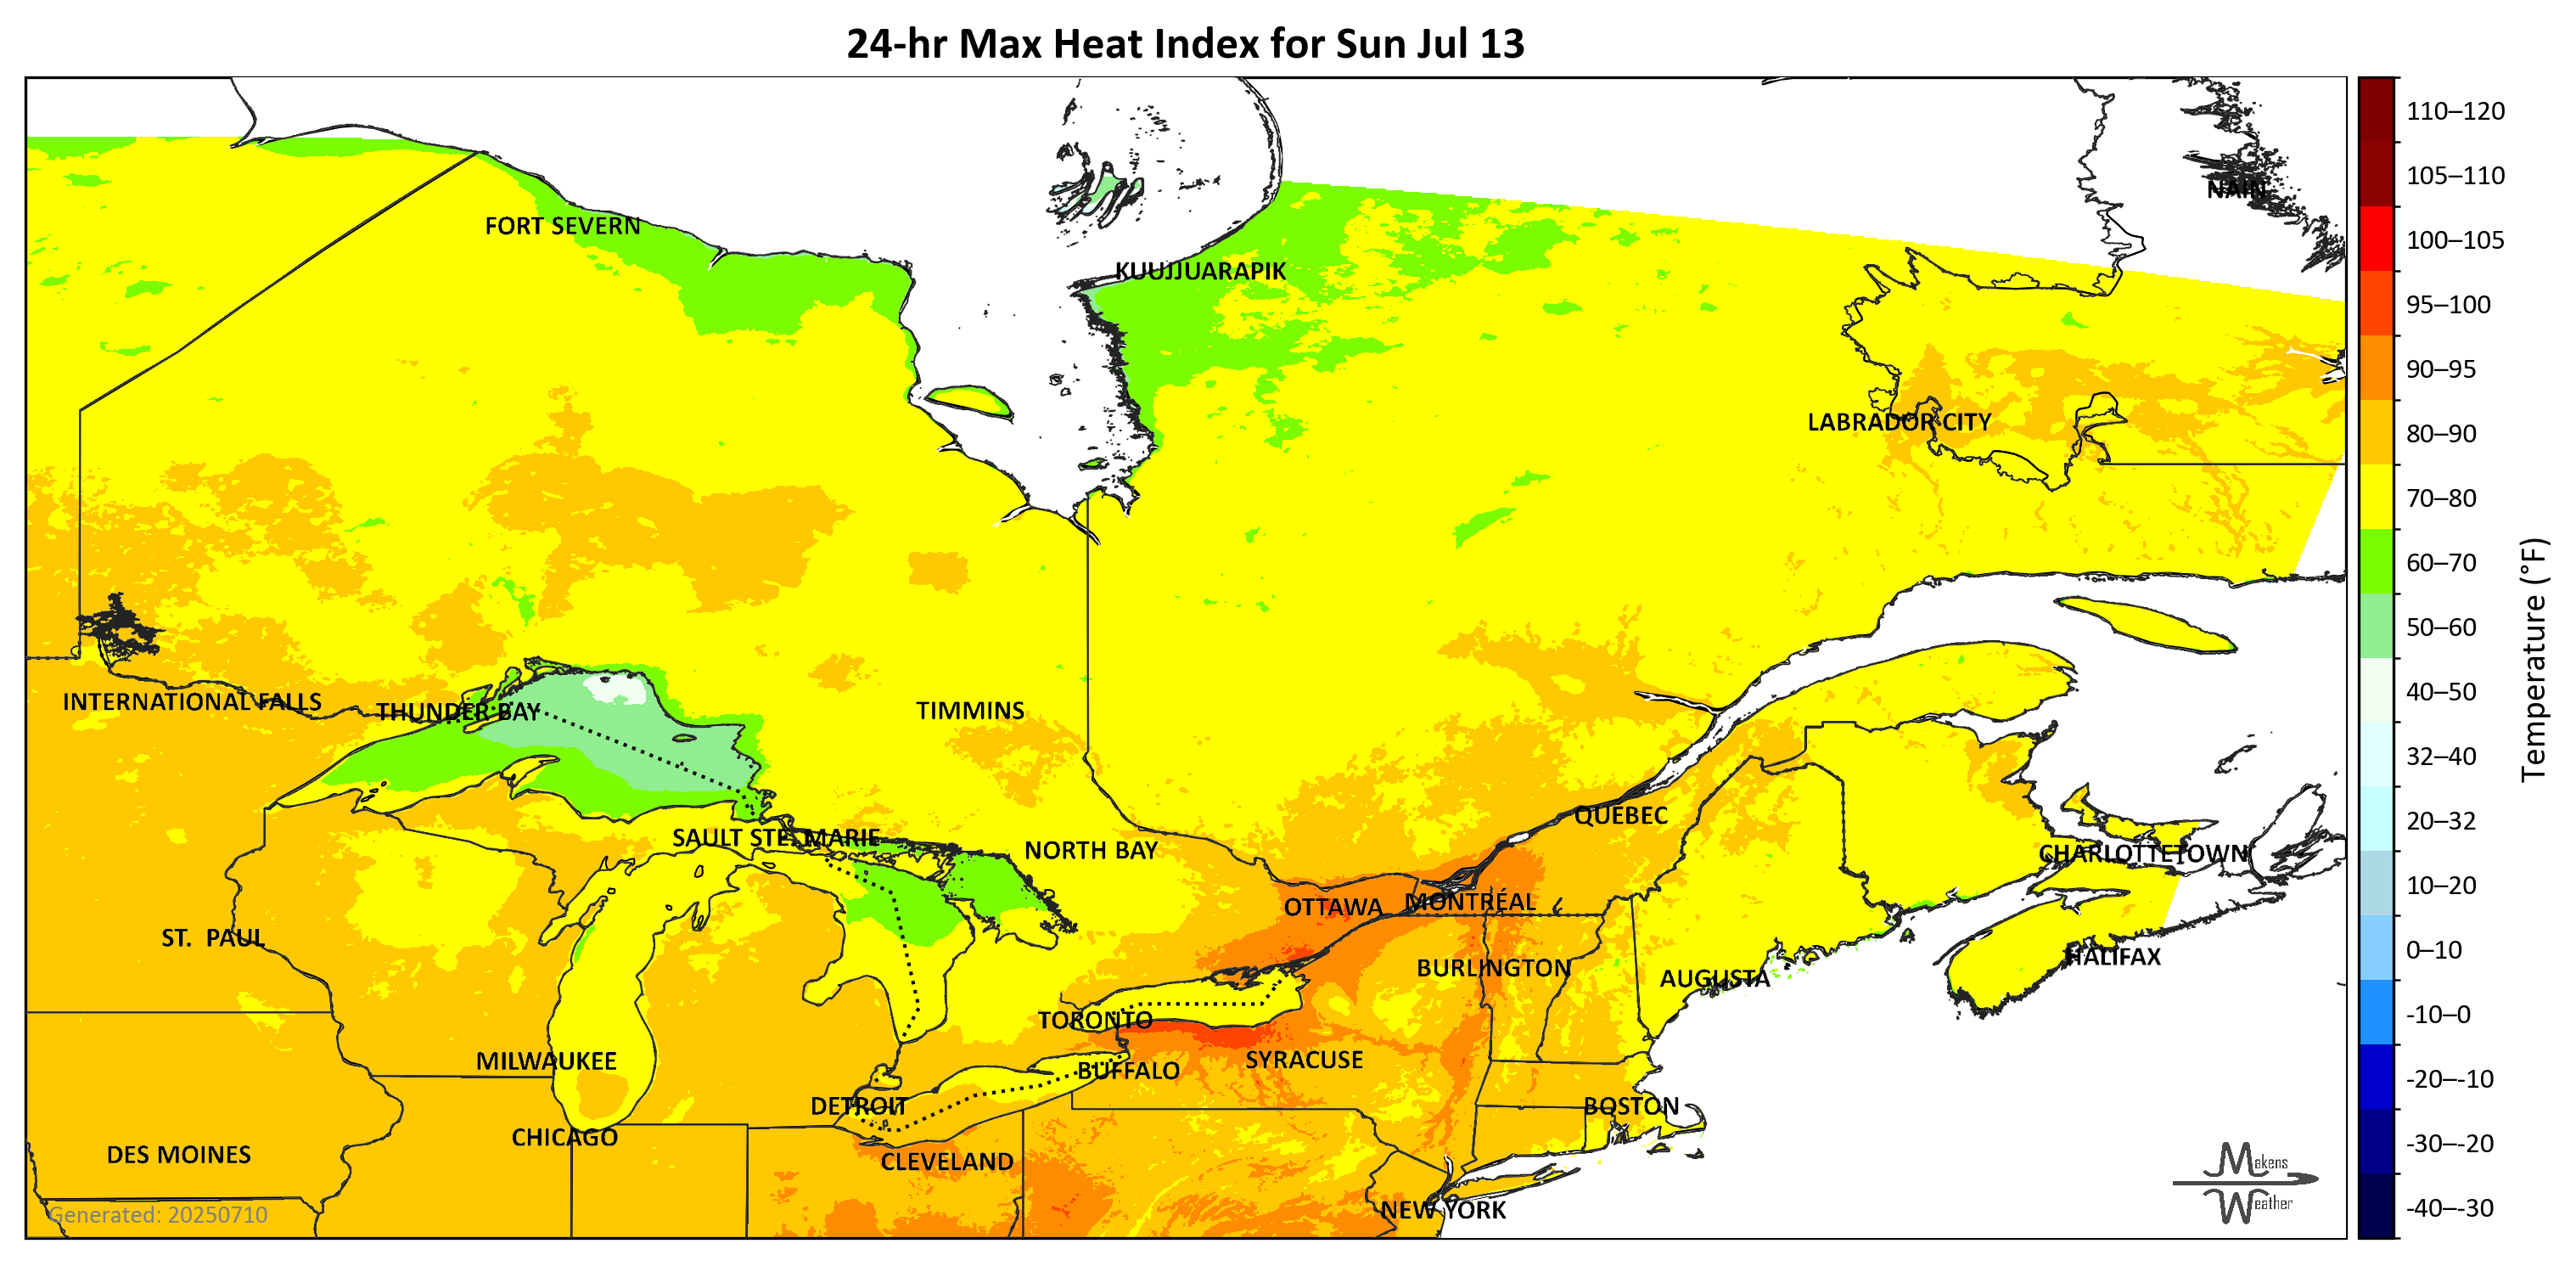 24-hr Max Heat Index for Sun Jul 13
110–120
105–110
NAIN
FORT SEVERN
100–105
KUUJJUARAPIK
95–100
90–95
LABRADOR CITY
80–90
70–80
60–70
50–60
Temperature (°F)
40–50
INTERNATIONAL FALLS
THUNDER BAY
TIMMINS
32–40
QUEBEC
20–32
SAULT STE. MARIE
NORTH BAY
CHARLOTTETOWN
10–20
OTTAWA
MONTRÉAL
ST. PAUL
0–10
HALIFAX
BURLINGTON
AUGUSTA
-10–0
TORONTO
MILWAUKEE
SYRACUSE
BUFFALO
-20–-10
DETROIT
BOSTON
CHICAGO
-30–-20
DES MOINES
CLEVELAND
Makens
Weather
NEW YORK
-40–-30
Generated: 20250710